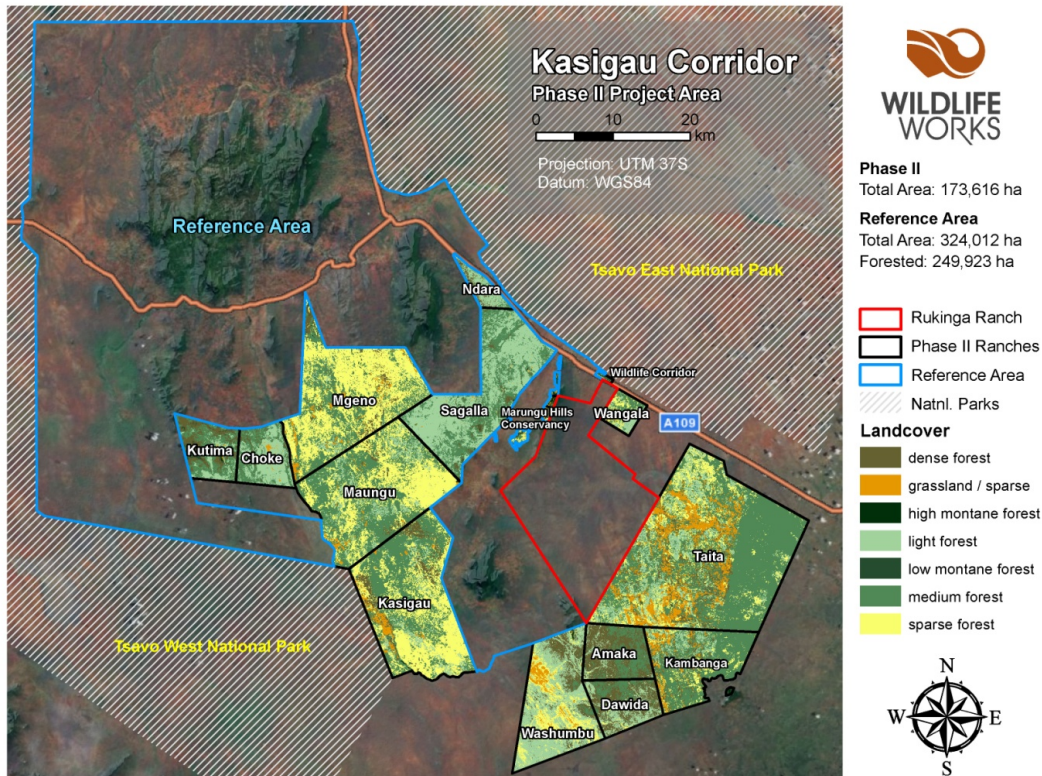 Kasigau Corridor
Phase II Project Area
0 10 20
km
Projection: UTM 37S
Datum: WGS84
Reference Area
Tsavo East National Park
Ndara
Wildlife Corridor
Mgeno
Sagalla
Marungu Hills
Conservancy
Wangala
A109
Kutima
Choke
Maungu
Taita
Kasigau
Tsavo West National Park
Amaka
Kambanga
Dawida
Washumbu
WILDLIFE
WORKS
Phase II
Total Area: 173,616 ha
Reference Area
Total Area: 324,012 ha
Forested: 249,923 ha
Rukinga Ranch
Phase II Ranches
Reference Area
Natnl. Parks
Landcover
dense forest
grassland / sparse
high montane forest
light forest
low montane forest
medium forest
sparse forest
N
W E
S